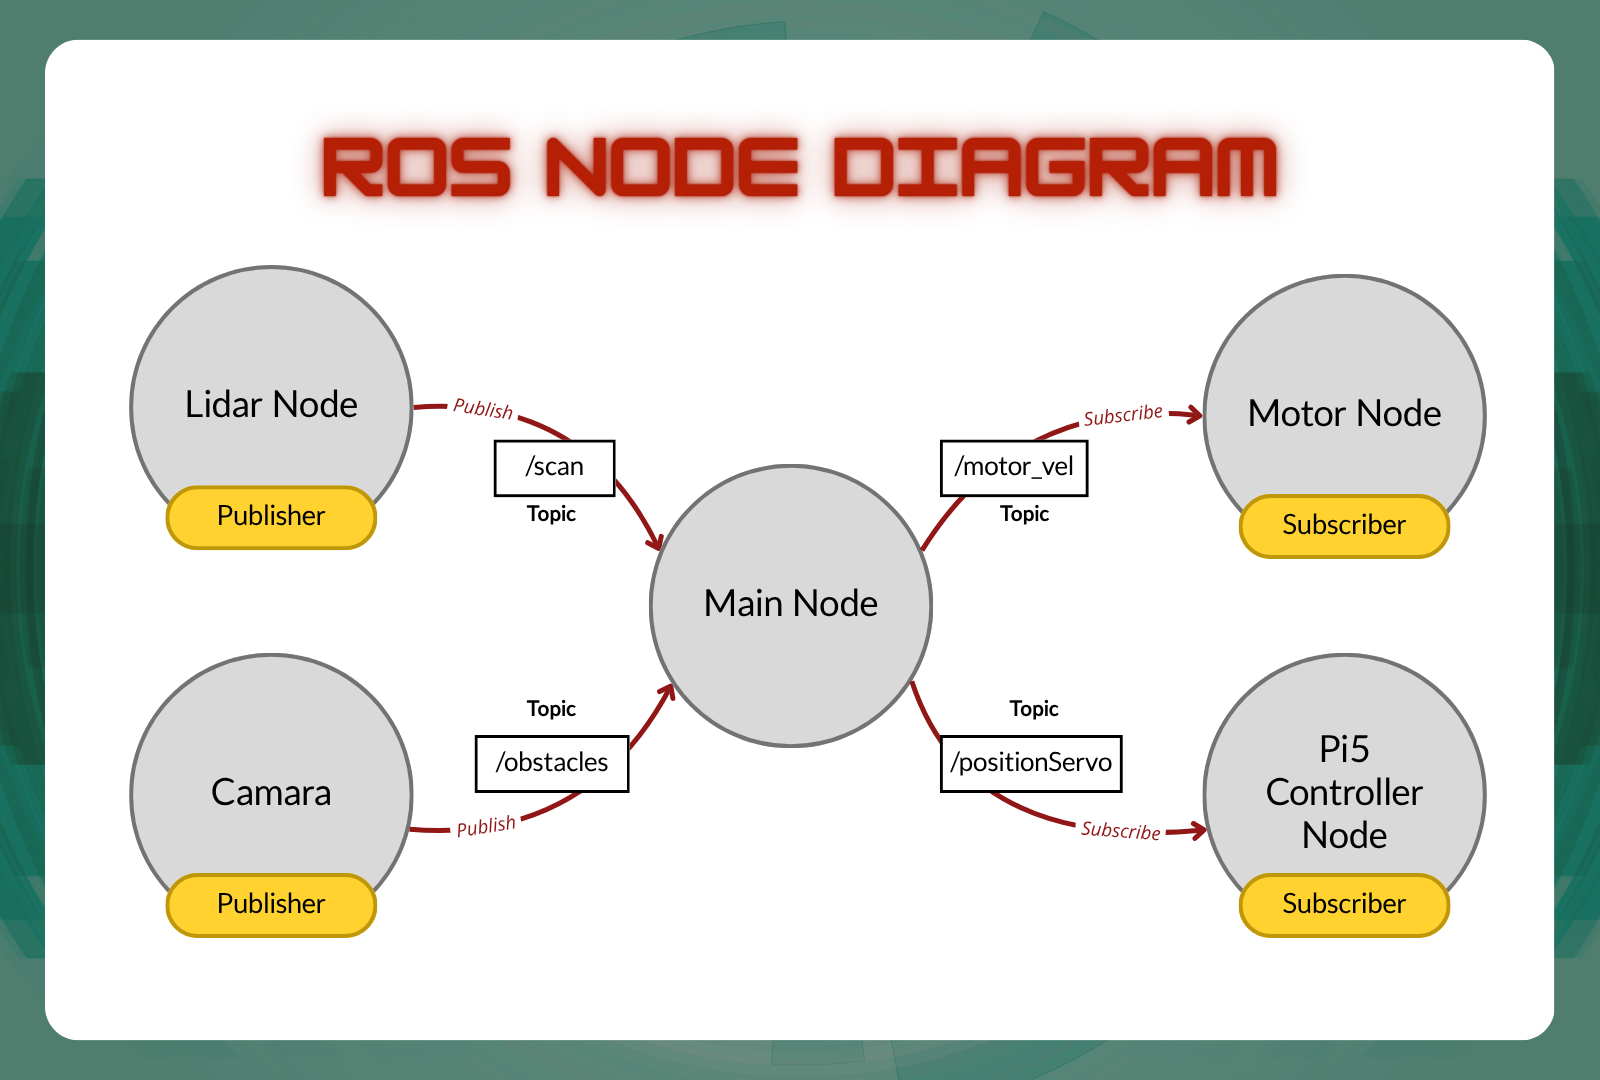 ROS NODE DIAGRAM
Lidar Node
Publisher
Publish
/scan
Topic
Main Node
/motor_vel
Topic
Subscribe
Motor Node
Subscriber
Camara
Publisher
Topic
/obstacles
Publish
Topic
/positionServo
Subscribe
Pi5
Controller
Node
Subscriber